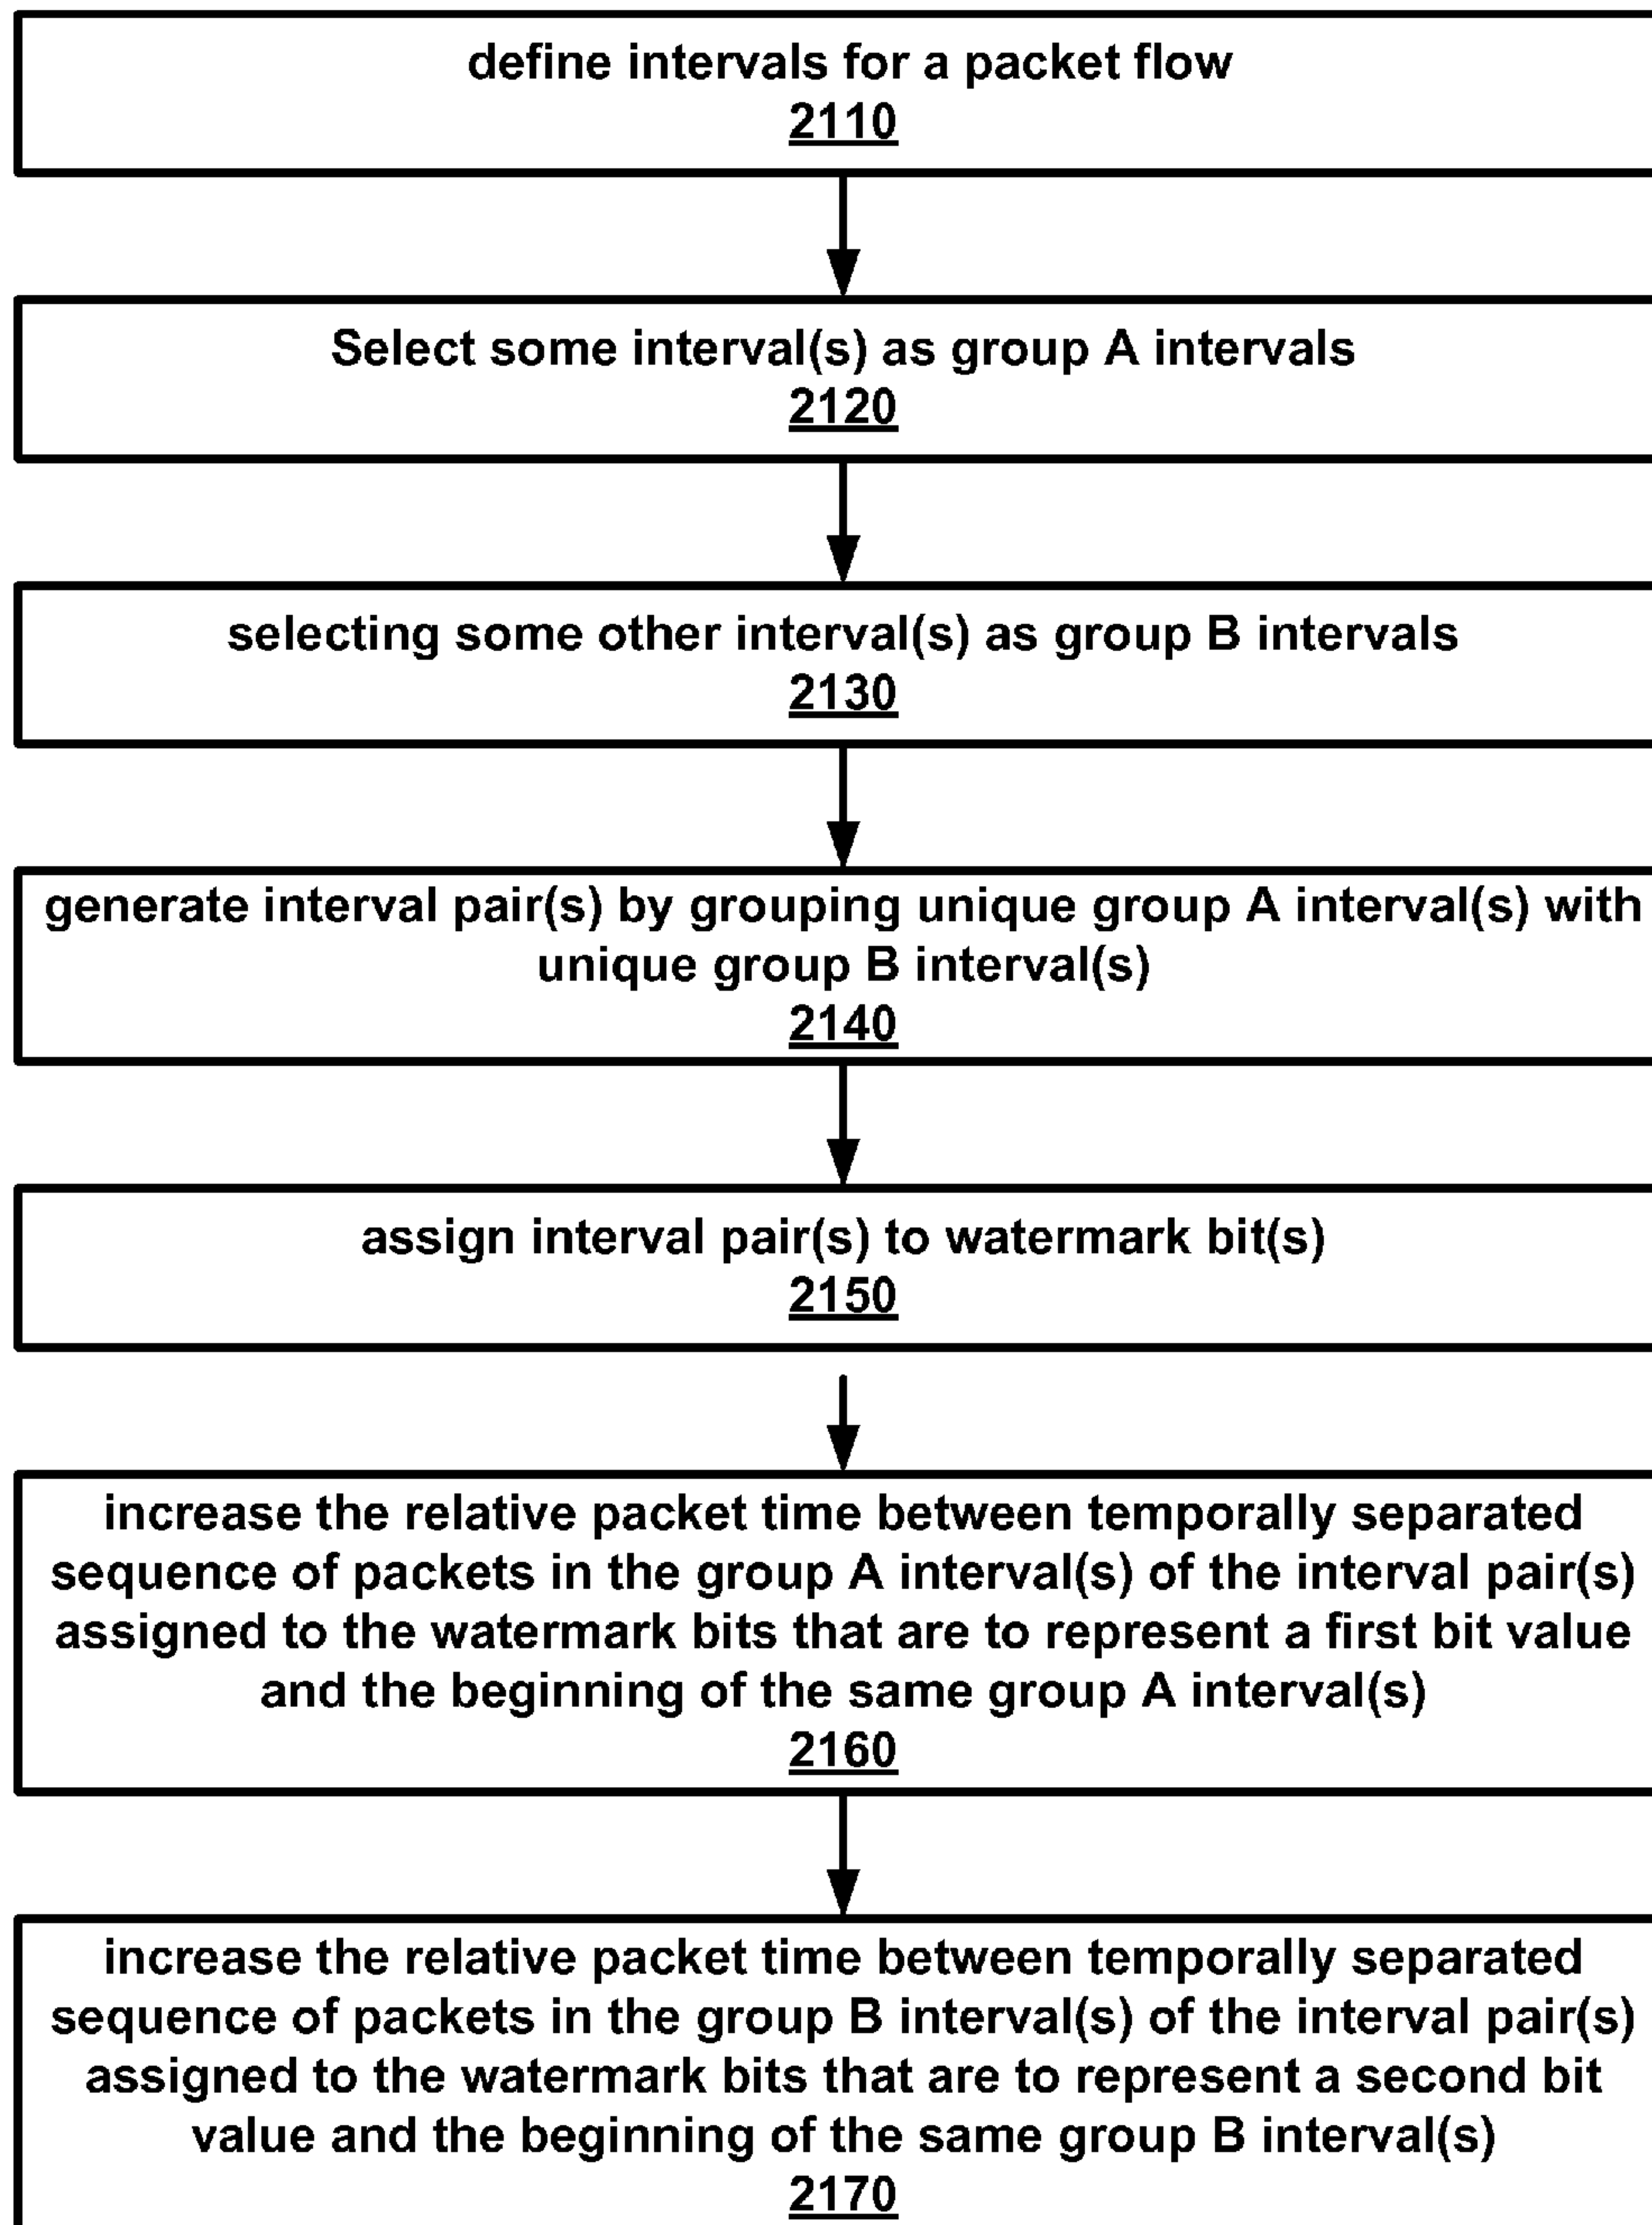 define intervals for a packet flow
2110
Select some interval(s) as group A intervals
2120
selecting some other interval(s) as group B intervals
2130
generate interval pair(s) by grouping unique group A interval(s) with
unique group B interval(s)
2140
assign interval pair(s) to watermark bit(s)
2150
increase the relative packet time between temporally separated
sequence of packets in the group A interval(s) of the interval pair(s)
assigned to the watermark bits that are to represent a first bit value
and the beginning of the same group A interval(s)
2160
increase the relative packet time between temporally separated
sequence of packets in the group B interval(s) of the interval pair(s)
assigned to the watermark bits that are to represent a second bit
value and the beginning of the same group B interval(s)
2170